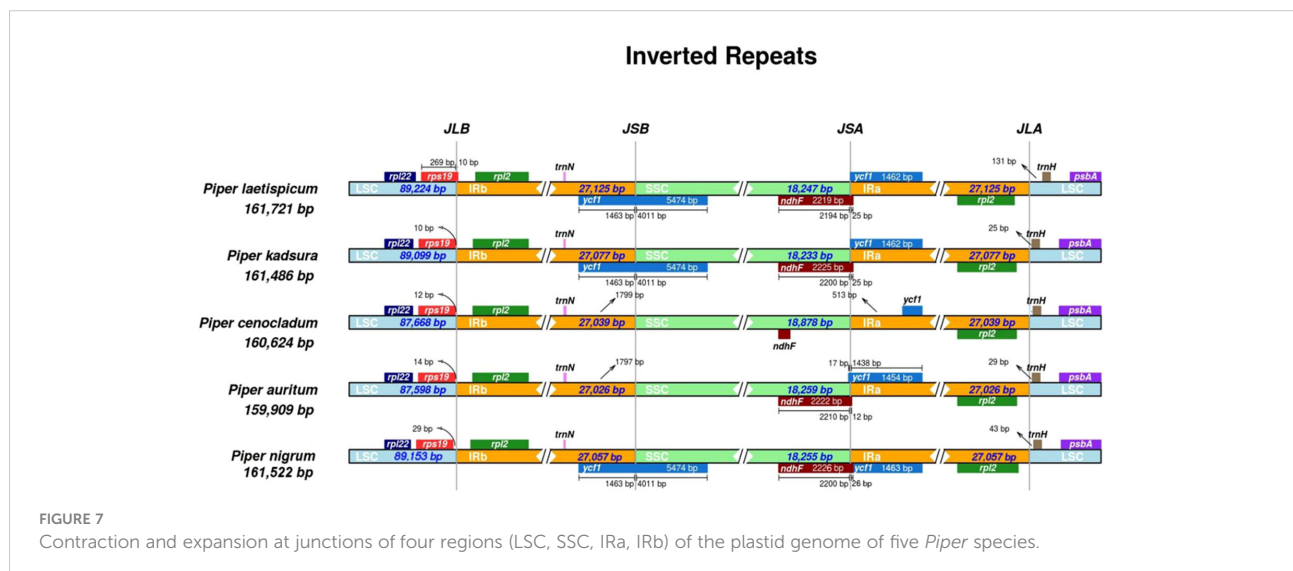 Inverted Repeats
JLB JSB JSA JLA
269 bp 10 bp trnN 131 bp trnH
rpl22 rps19 rpl2 ycf1 1462 bp psbA
Piper laetispicum LSC 89,224 bp IRb 27,125 bp SSC 18,247 bp IRa 27,125 bp LSC
161,721 bp ycf1 5474 bp ndhF 2219 bp rpl2
1463 bp 4011 bp 2194 bp 25 bp
10 bp trnN 25 bp trnH
rpl22 rps19 rpl2 ycf1 1462 bp psbA
Piper kadsura LSC 89,099 bp IRb 27,077 bp SSC 18,233 bp IRa 27,077 bp LSC
161,486 bp ycf1 5474 bp ndhF 2225 bp rpl2
1463 bp 4011 bp 2200 bp 25 bp
12 bp trnN 1799 bp 513 bp ycf1 trnH
rpl22 rps19 rpl2 psbA
Piper cenocladum LSC 87,668 bp IRb 27,039 bp SSC 18,878 bp IRa 27,039 bp LSC
160,624 bp ndhF rpl2
14 bp trnN 1797 bp 17 bp 1438 bp 29 bp trnH
rpl22 rps19 rpl2 ycf1 1454 bp psbA
Piper auritum LSC 87,598 bp IRb 27,026 bp SSC 18,259 bp IRa 27,026 bp LSC
159,909 bp ndhF 2222 bp rpl2
2210 bp 12 bp
29 bp trnN 43 bp trnH
rpl22 rps19 rpl2 psbA
Piper nigrum LSC 89,153 bp IRb 27,057 bp SSC 18,255 bp IRa 27,057 bp LSC
161,522 bp ycf1 5474 bp ndhF 2226 bp ycf1 1463 bp rpl2
1463 bp 4011 bp 2200 bp 26 bp
FIGURE 7
Contraction and expansion at junctions of four regions (LSC, SSC, IRa, IRb) of the plastid genome of five Piper species.